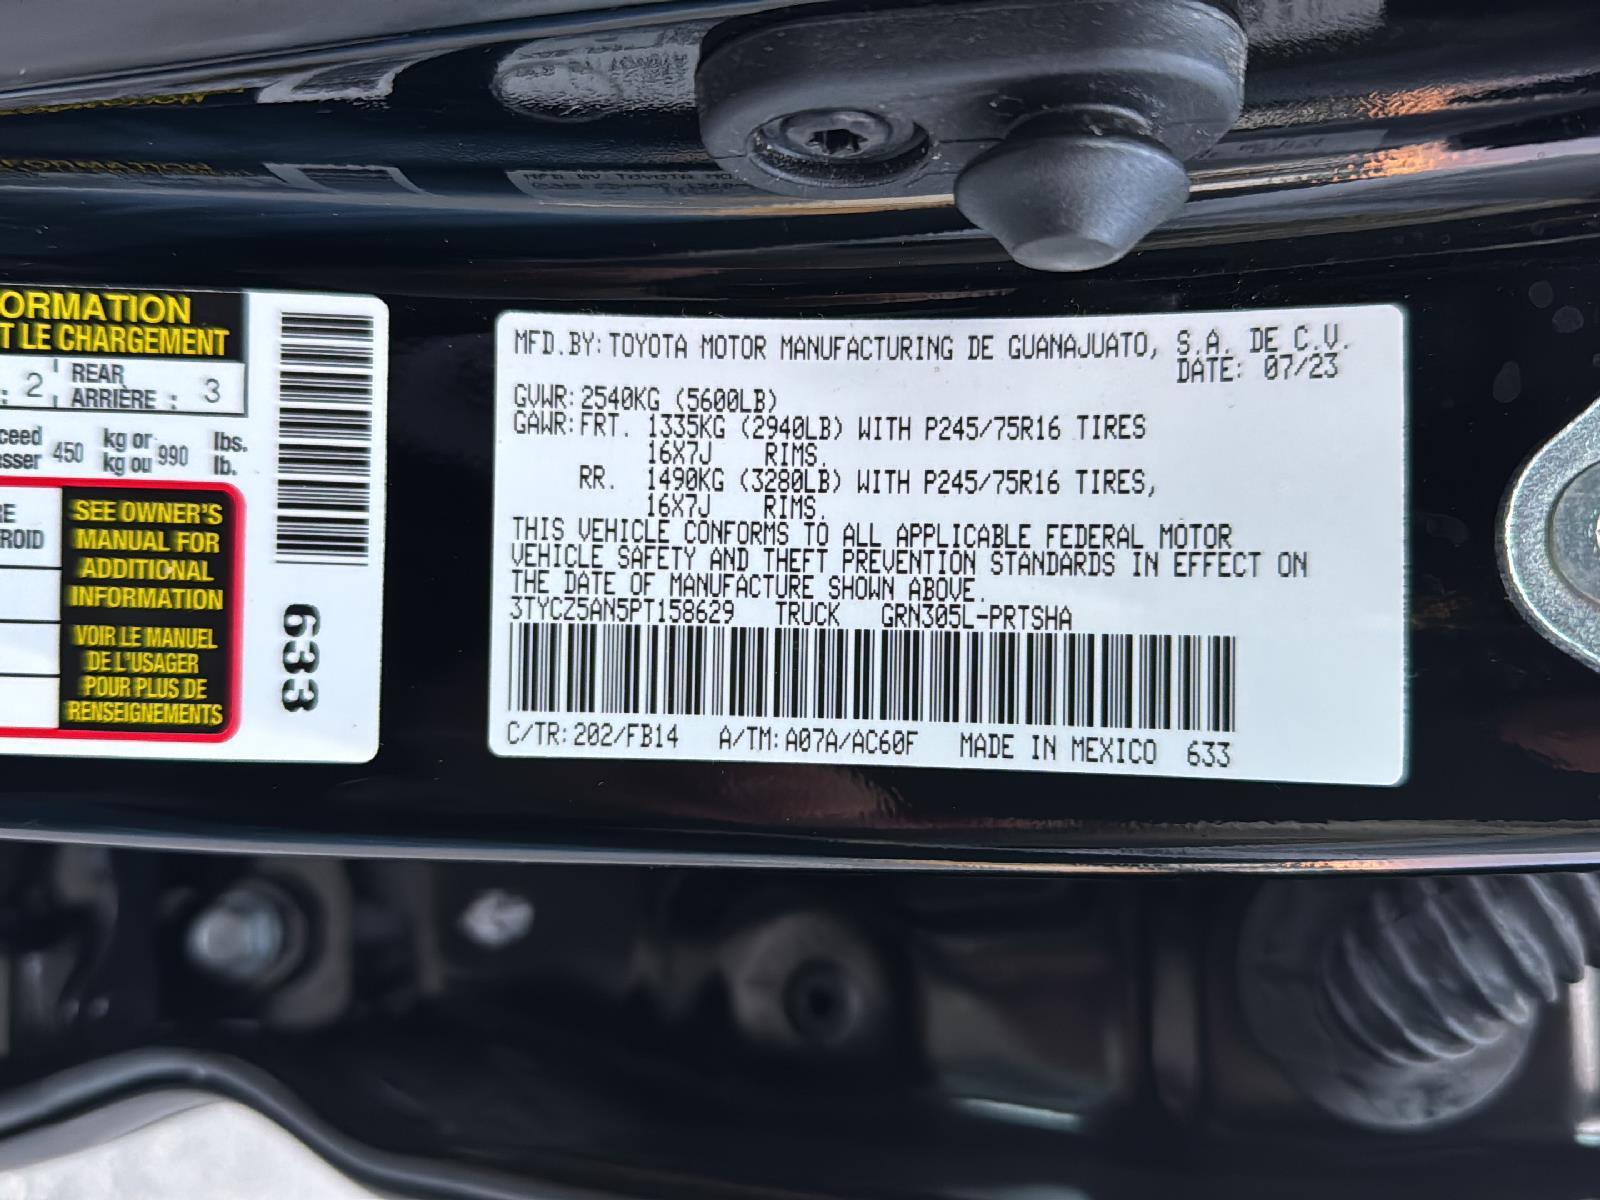 ORMATION
T LE CHARGEMENT
: 2 REAR
ARRIÈRE : 3
ceed 450 kg or 990 lbs.
sser kg ou lb.
RE
ROID
SEE OWNER'S
MANUAL FOR
ADDITIONAL
INFORMATION
VOIR LE MANUEL
DE L'USAGER
POUR PLUS DE
RENSEIGNEMENTS
633
MFD.BY: TOYOTA MOTOR MANUFACTURING DE GUANAJUATO, S.A. DE C.V.
DATE: 07/23
GVWR: 2540KG (5600LB)
GAWR: FRT. 1335KG (2940LB) WITH P245/75R16 TIRES
16X7J RIMS.
RR. 1490KG (3280LB) WITH P245/75R16 TIRES,
16X7J RIMS.
THIS VEHICLE CONFORMS TO ALL APPLICABLE FEDERAL MOTOR
VEHICLE SAFETY AND THEFT PREVENTION STANDARDS IN EFFECT ON
THE DATE OF MANUFACTURE SHOWN ABOVE.
3TYCZ5AN5PT158629 TRUCK GRN305L-PRTSHA
C/TR: 202/FB14 A/TM: A07A/AC60F MADE IN MEXICO 633